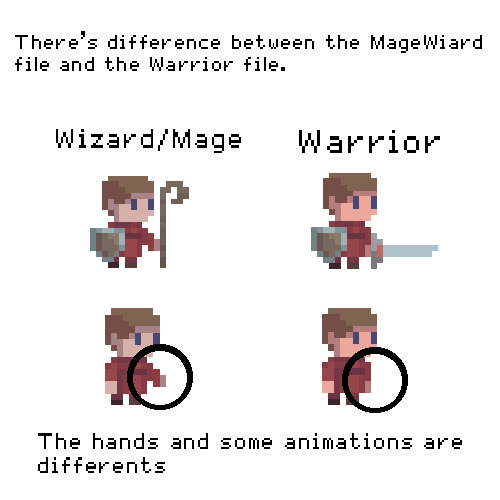 There's difference between the MageWiard
file and the Warrior file.
Wizard/Mage
Warrior
The hands and some animations are
differents